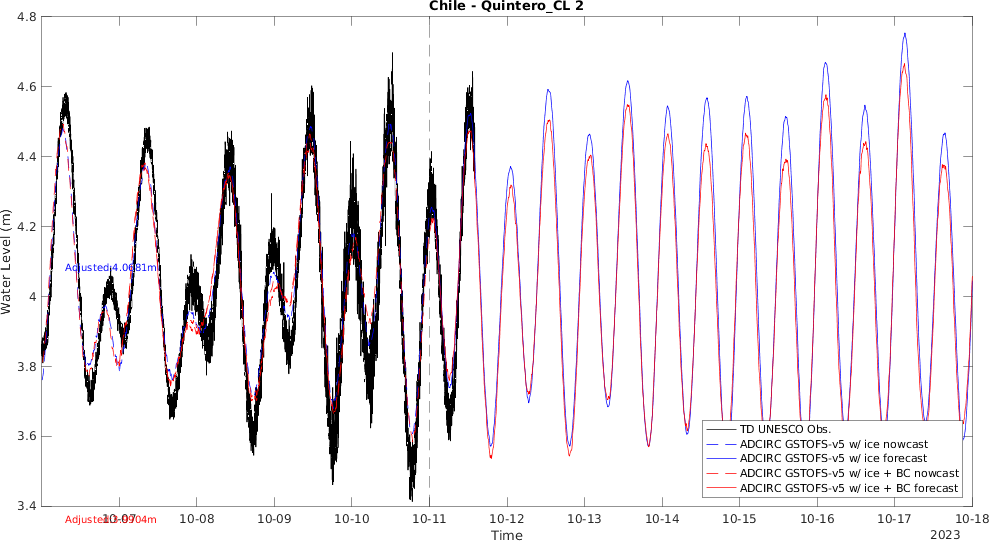 Chile - Quintero_CL 2
4.8
4.6
4.4
4.2
4
3.8
3.6
3.4
Water Level (m)
Adjusted 4.0681m
TD UNESCO Obs.
ADCIRC GSTOFS-v5 w/ ice nowcast
ADCIRC GSTOFS-v5 w/ ice forecast
ADCIRC GSTOFS-v5 w/ ice + BC nowcast
ADCIRC GSTOFS-v5 w/ ice + BC forecast
10-07
10-08
10-09
10-10
10-11
10-12
10-13
10-14
10-15
10-16
10-17
10-18
Time
2023